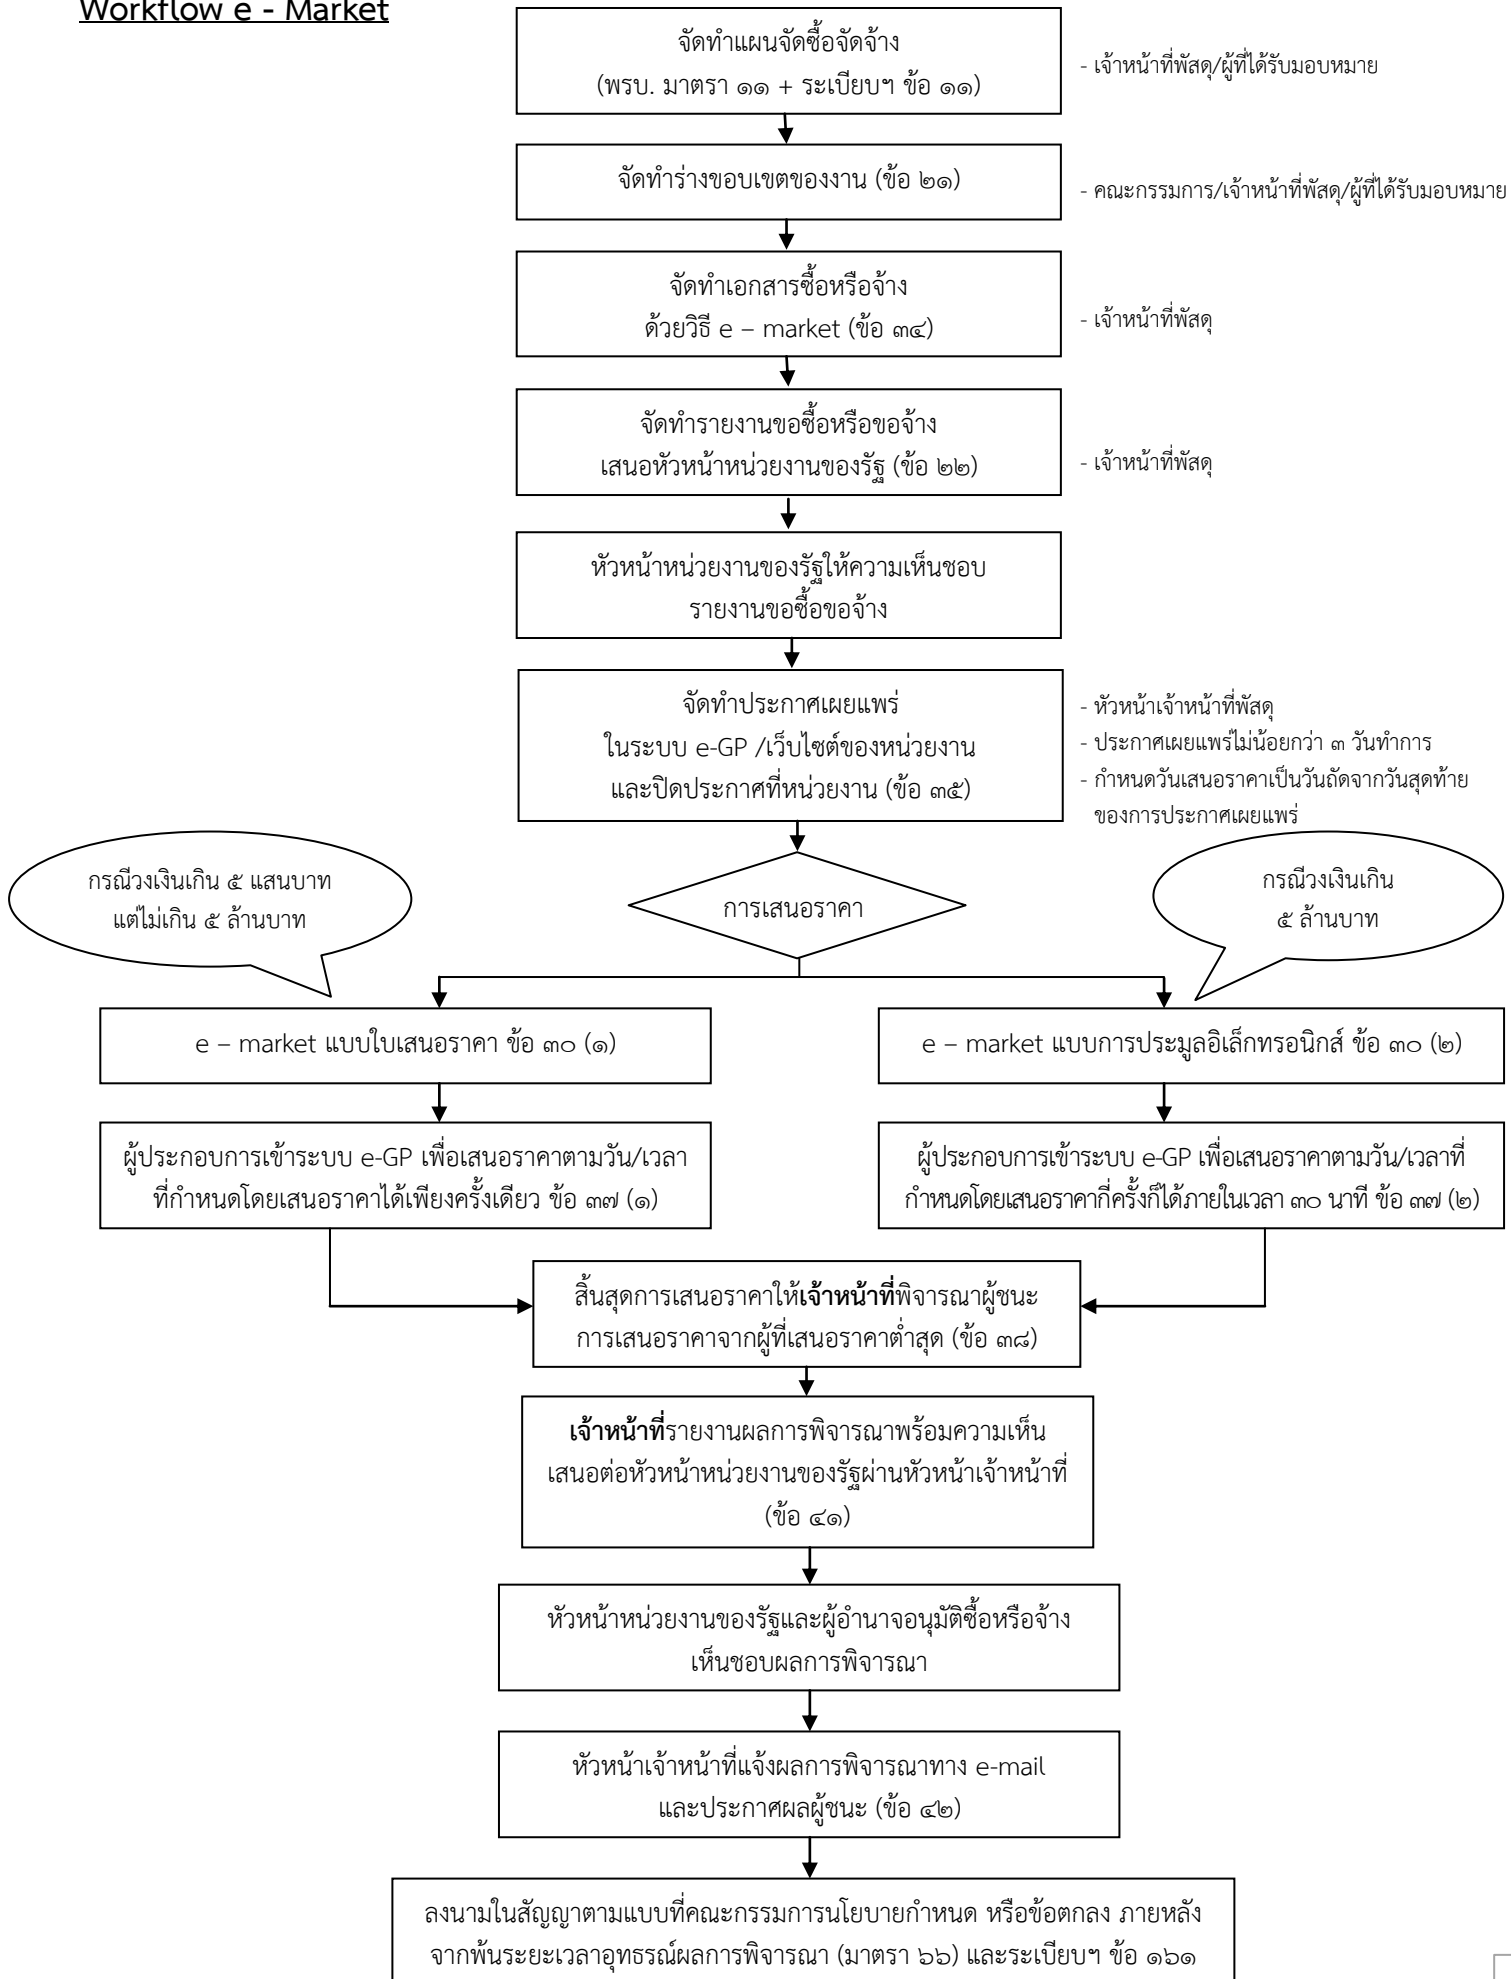 Workflow e - Market
จัดทำแผนจัดซื้อจัดจ้าง
(พรบ. มาตรา ๑๑ + ระเบียบฯ ข้อ ๑๑)
- เจ้าหน้าที่พัสดุ/ผู้ที่ได้รับมอบหมาย
จัดทำร่างขอบเขตของงาน (ข้อ ๒๑)
- คณะกรรมการ/เจ้าหน้าที่พัสดุ/ผู้ที่ได้รับมอบหมาย
จัดทำเอกสารซื้อหรือจ้าง
ด้วยวิธี e – market (ข้อ ๓๔)
- เจ้าหน้าที่พัสดุ
จัดทำรายงานขอซื้อหรือขอจ้าง
เสนอหัวหน้าหน่วยงานของรัฐ (ข้อ ๒๒)
- เจ้าหน้าที่พัสดุ
หัวหน้าหน่วยงานของรัฐให้ความเห็นชอบ
รายงานขอซื้อขอจ้าง
จัดทำประกาศเผยแพร่
ในระบบ e-GP /เว็บไซต์ของหน่วยงาน
และปิดประกาศที่หน่วยงาน (ข้อ ๓๕)
- หัวหน้าเจ้าหน้าที่พัสดุ
- ประกาศเผยแพร่ไม่น้อยกว่า ๓ วันทำการ
- กำหนดวันเสนอราคาเป็นวันถัดจากวันสุดท้าย
ของการประกาศเผยแพร่
กรณีวงเงินเกิน ๕ แสนบาท
แต่ไม่เกิน ๕ ล้านบาท
การเสนอราคา
กรณีวงเงินเกิน
๕ ล้านบาท
e – market แบบใบเสนอราคา ข้อ ๓๐ (๑)
e – market แบบการประมูลอิเล็กทรอนิกส์ ข้อ ๓๐ (๒)
ผู้ประกอบการเข้าระบบ e-GP เพื่อเสนอราคาตามวัน/เวลา
ที่กำหนดโดยเสนอราคาได้เพียงครั้งเดียว ข้อ ๓๗ (๑)
ผู้ประกอบการเข้าระบบ e-GP เพื่อเสนอราคาตามวัน/เวลาที่
กำหนดโดยเสนอราคากี่ครั้งก็ได้ภายในเวลา ๓๐ นาที ข้อ ๓๗ (๒)
สิ้นสุดการเสนอราคาให้เจ้าหน้าที่พิจารณาผู้ชนะ
การเสนอราคาจากผู้ที่เสนอราคาต่ำสุด (ข้อ ๓๘)
เจ้าหน้าที่รายงานผลการพิจารณาพร้อมความเห็น
เสนอต่อหัวหน้าหน่วยงานของรัฐผ่านหัวหน้าเจ้าหน้าที่
(ข้อ ๔๑)
หัวหน้าหน่วยงานของรัฐและผู้อำนาจอนุมัติซื้อหรือจ้าง
เห็นชอบผลการพิจารณา
หัวหน้าเจ้าหน้าที่แจ้งผลการพิจารณาทาง e-mail
และประกาศผลผู้ชนะ (ข้อ ๔๒)
ลงนามในสัญญาตามแบบที่คณะกรรมการนโยบายกำหนด หรือข้อตกลง ภายหลัง
จากพ้นระยะเวลาอุทธรณ์ผลการพิจารณา (มาตรา ๖๖) และระเบียบฯ ข้อ ๑๖๑